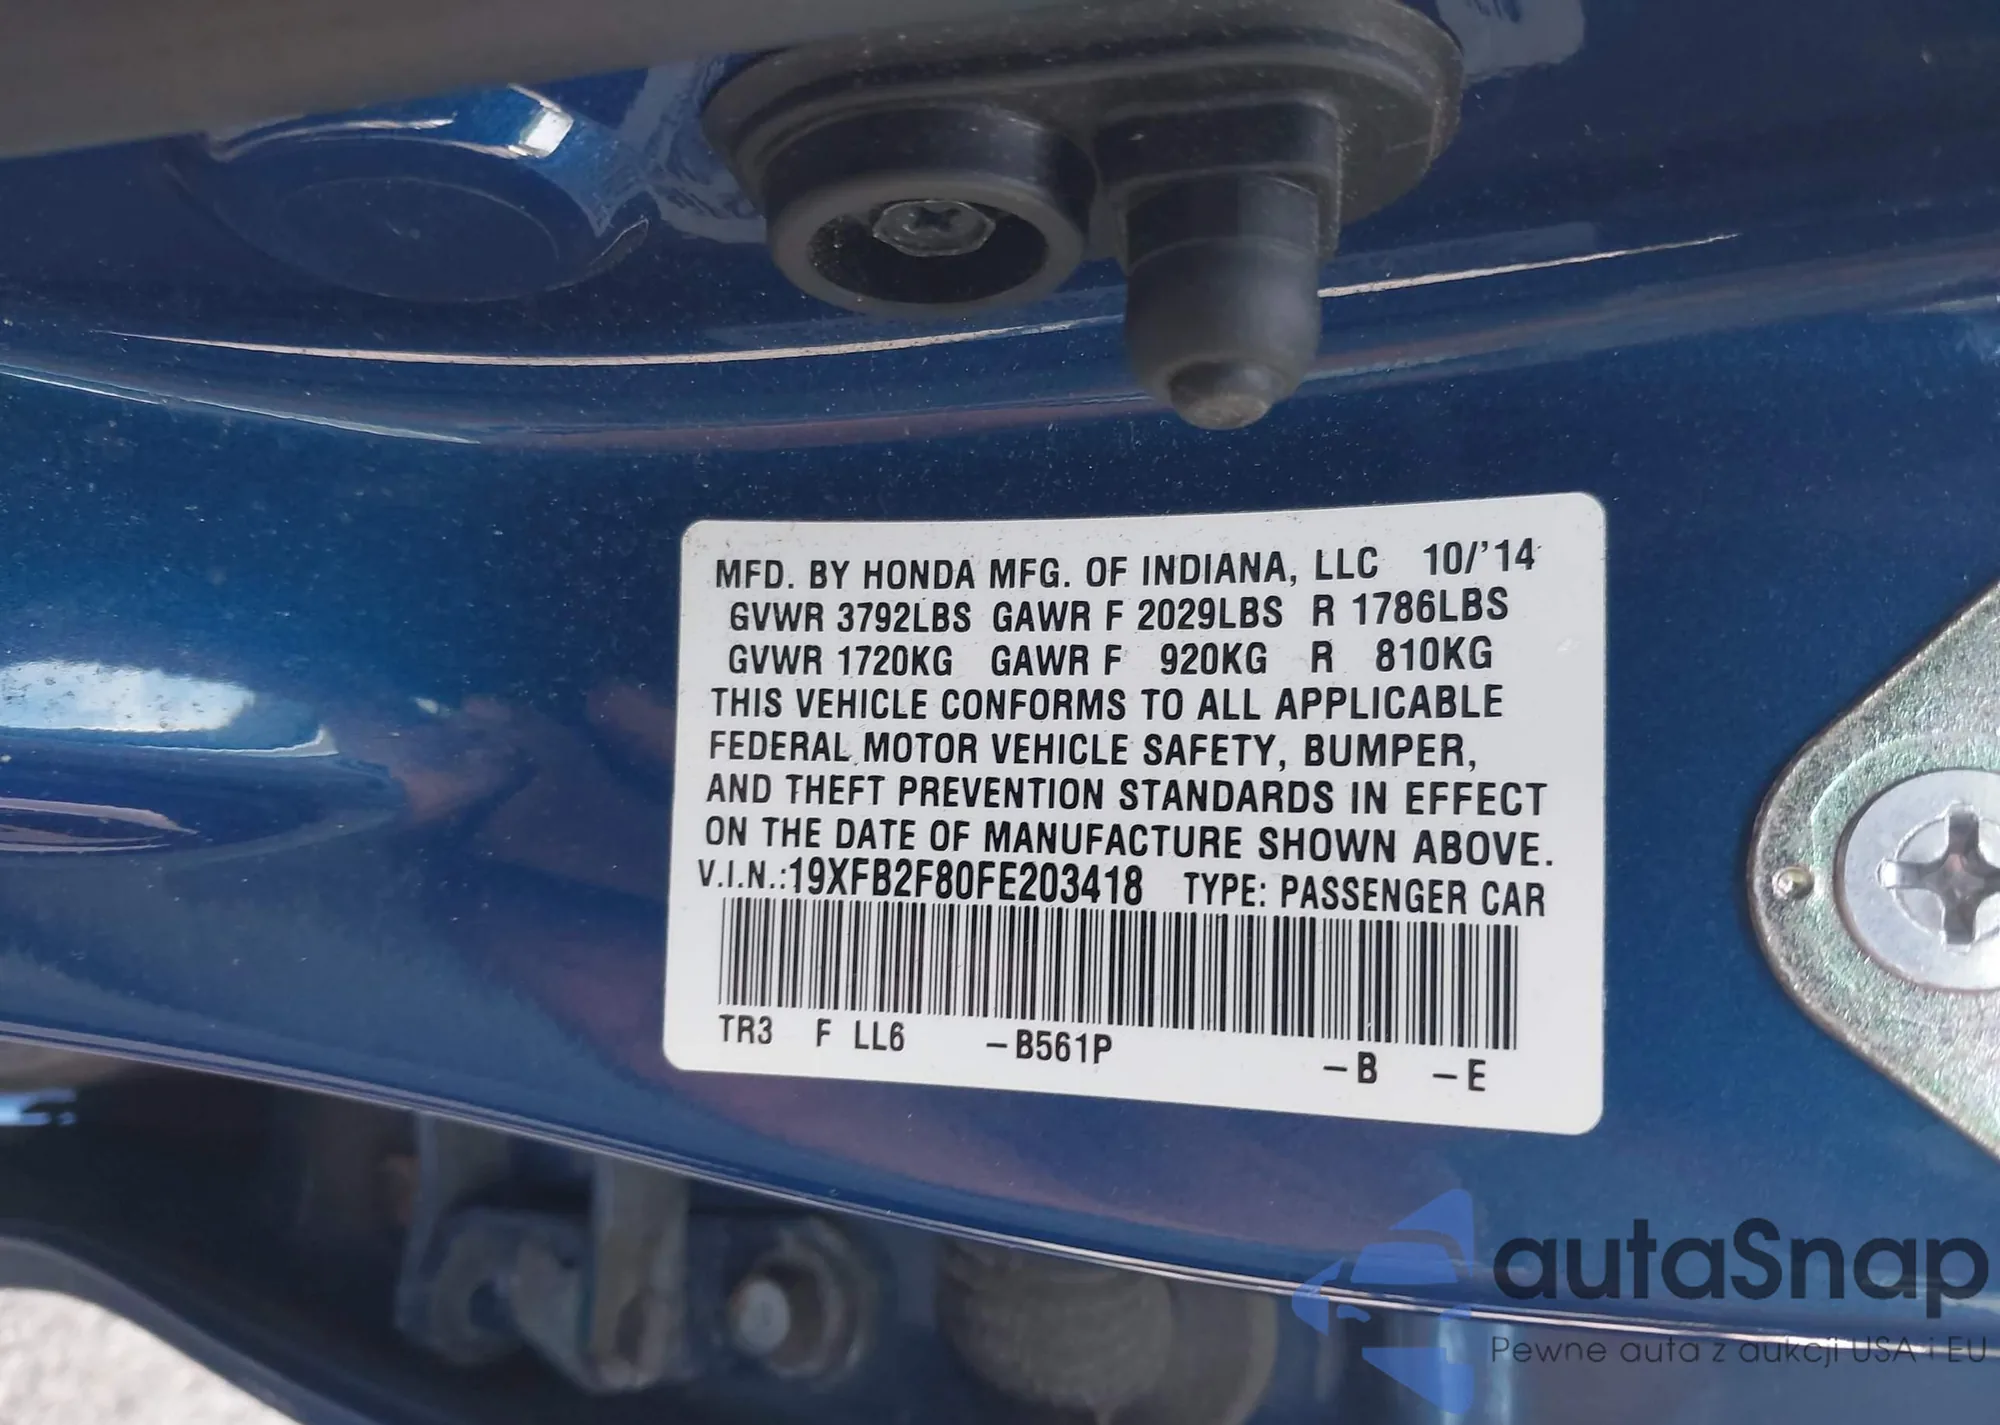 MFD. BY HONDA MFG. OF INDIANA, LLC 10/'14
GVWR 3792LBS GAWR F 2029LBS R 1786LBS
GVWR 1720KG GAWR F 920KG R 810KG
THIS VEHICLE CONFORMS TO ALL APPLICABLE
FEDERAL MOTOR VEHICLE SAFETY, BUMPER,
AND THEFT PREVENTION STANDARDS IN EFFECT
ON THE DATE OF MANUFACTURE SHOWN ABOVE.
V.I.N.:19XFB2F80FE203418 TYPE: PASSENGER CAR
TR3 F LL6 -B561P -B -E
autaSnap
Pewne auta z aukcji USA i EU